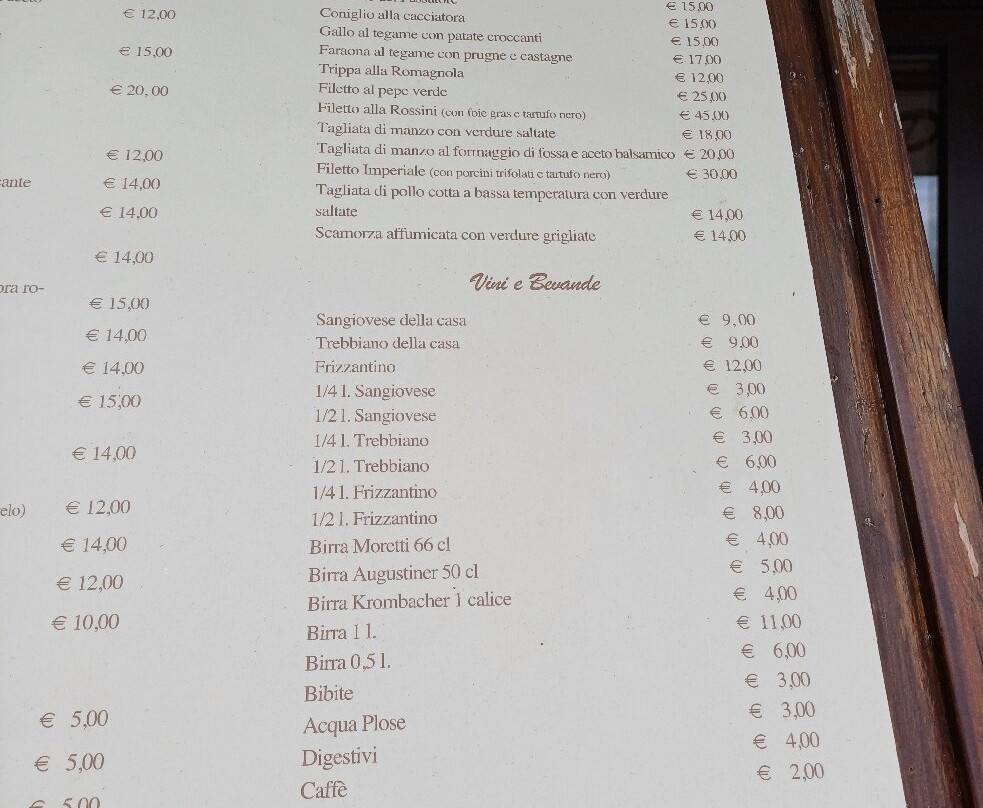 € 12,00
€ 15,00
€ 20,00
€ 12,00
ante € 14,00
€ 14,00
€ 14,00
ora ro-
€ 15,00
€ 14,00
€ 14,00
€ 15,00
€ 14,00
elo) € 12,00
€ 14,00
€ 12,00
€ 10,00
€ 5,00
€ 5,00
€ 5,00
€ 15,00
Coniglio alla cacciatora € 15,00
Gallo al tegame con patate croccanti € 15,00
Faraona al tegame con prugne e castagne € 17,00
Trippa alla Romagnola € 12,00
Filetto al pepe verde € 25,00
Filetto alla Rossini (con foie gras e tartufo nero) € 45,00
Tagliata di manzo con verdure saltate € 18,00
Tagliata di manzo al formaggio di fossa e aceto balsamico € 20,00
Filetto Imperiale (con porcini trifolati e tartufo nero) € 30,00
Tagliata di pollo cotta a bassa temperatura con verdure
saltate € 14,00
Scamorza affumicata con verdure grigliate € 14,00
Vini e Bevande
Sangiovese della casa € 9,00
Trebbiano della casa € 9,00
Frizzantino € 12,00
1/4 l. Sangiovese € 3,00
1/2 l. Sangiovese € 6,00
1/4 l. Trebbiano € 3,00
1/2 l. Trebbiano € 6,00
1/4 l. Frizzantino € 4,00
1/2 l. Frizzantino € 8,00
Birra Moretti 66 cl € 4,00
Birra Augustiner 50 cl € 5,00
Birra Krombacher 1 calice € 4,00
Birra 1 l. € 11,00
Birra 0,5 l. € 6,00
Bibite € 3,00
Acqua Plose € 3,00
Digestivi € 4,00
Caffè € 2,00